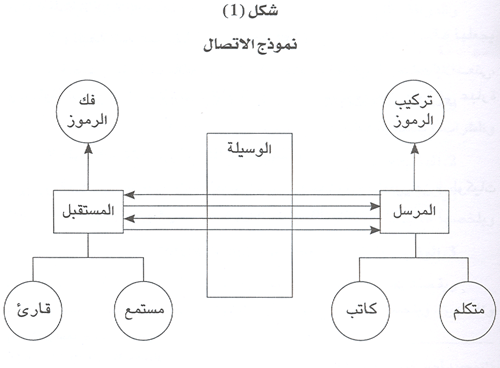 شكل (1)
نموذج الاتصال
تركيب
الرموز
فك
الرموز
الوسيلة
المرسل
المستقبل
متكلم
كاتب
مستمع
قارئ